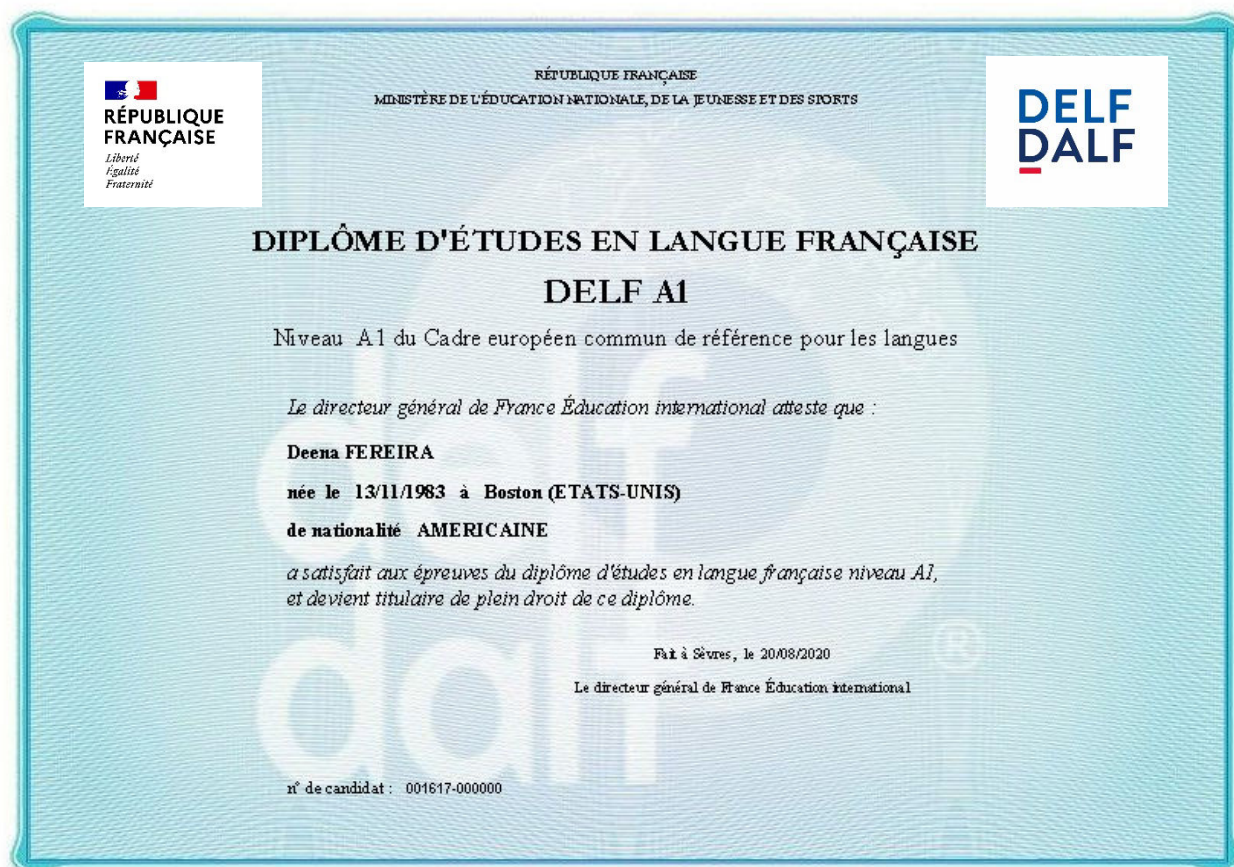 RÉPUBLIQUE FRANÇAISE
MINISTÈRE DE L'ÉDUCATION NATIONALE, DE LA JEUNESSE ET DES SPORTS
RÉPUBLIQUE
FRANÇAISE
Liberté
Égalité
Fraternité
DELF
DALF
DIPLÔME D'ÉTUDES EN LANGUE FRANÇAISE
DELF A1
Niveau A1 du Cadre européen commun de référence pour les langues
Le directeur général de France Éducation international atteste que :
Deena FEREIRA
née le 13/11/1983 à Boston (ETATS-UNIS)
de nationalité AMERICAINE
a satisfait aux épreuves du diplôme d'études en langue française niveau A1,
et devient titulaire de plein droit de ce diplôme.
Fait à Sèvres, le 20/08/2020
Le directeur général de France Éducation international
n° de candidat : 001617-000000
delf
dalf
®